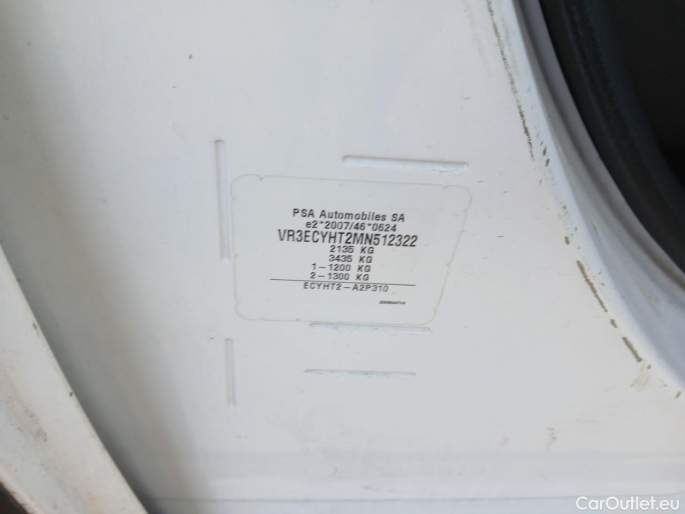 PSA Automobiles SA
e2*2007/46*0624
VR3ECYHT2MN512322
2135 KG
3435 KG
1-1200 KG
2-1300 KG
ECYHT2-A2P310
CarOutlet.eu